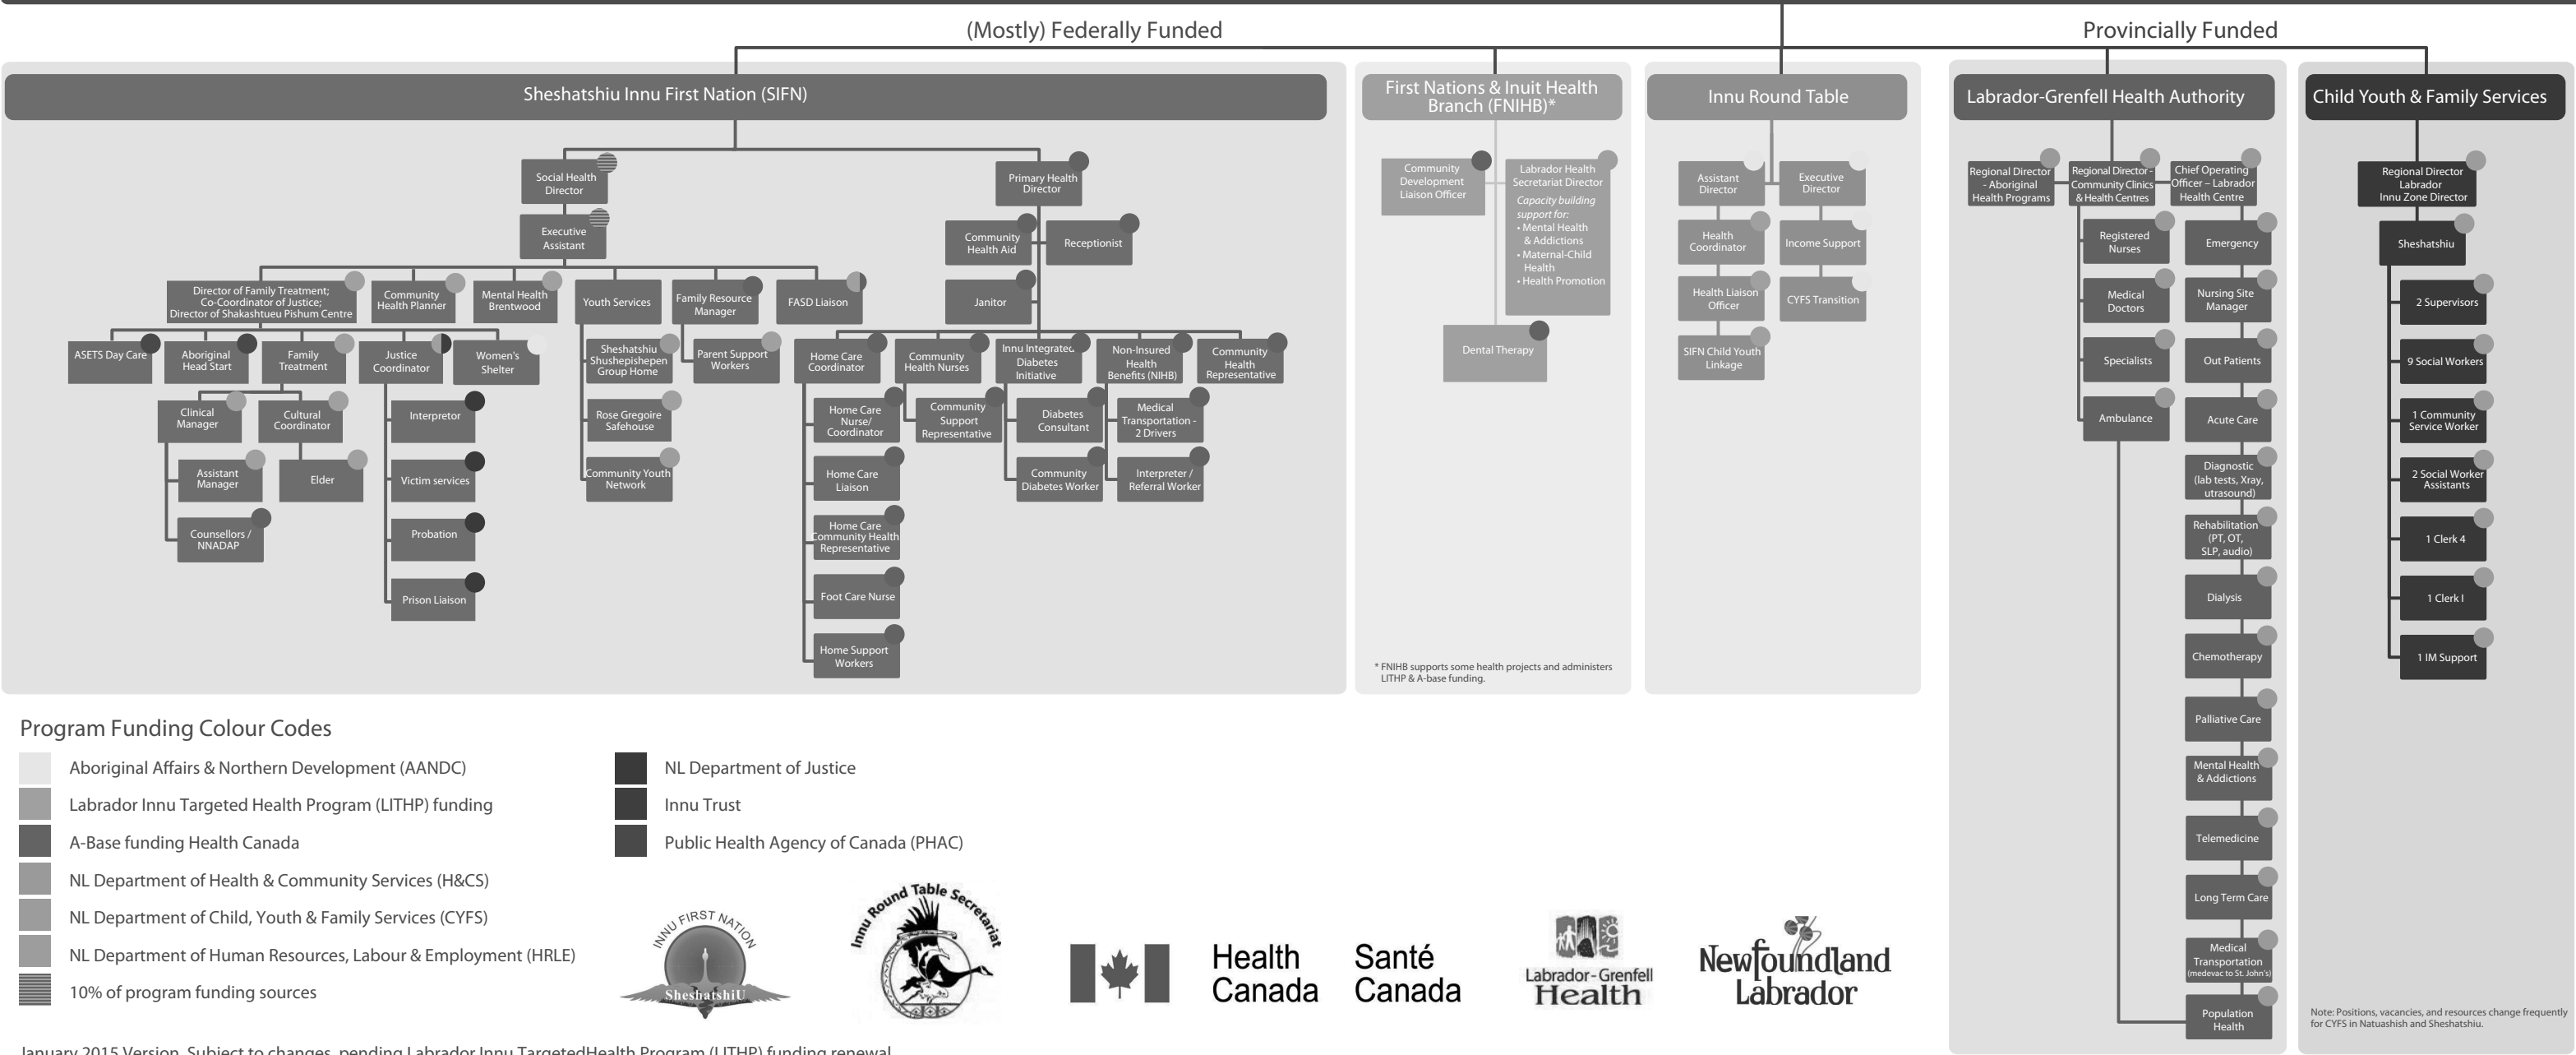 (Mostly) Federally Funded
Provincially Funded
Sheshatshiu Innu First Nation (SIFN)
Social Health
Director
Executive
Assistant
Primary Health
Director
Community
Health Aid
Receptionist
Janitor
Director of Family Treatment;
Co-Coordinator of Justice;
Director of Shakashtueu Pishum Centre
Community
Health Planner
Mental Health
Brentwood
Youth Services
Family Resource
Manager
FASD Liaison
ASETS Day Care
Aboriginal
Head Start
Family
Treatment
Justice
Coordinator
Women's
Shelter
Clinical
Manager
Cultural
Coordinator
Assistant
Manager
Elder
Counsellors /
NNADAP
Interpretor
Victim services
Probation
Prison Liaison
Sheshatshiu
Shushepishepen
Group Home
Rose Gregoire
Safehouse
Community Youth
Network
Parent Support
Workers
Home Care
Coordinator
Community
Health Nurses
Innu Integrated
Diabetes
Initiative
Non-Insured
Health
Benefits (NIHB)
Community
Health
Representative
Home Care
Nurse/
Coordinator
Home Care
Liaison
Home Care
Community Health
Representative
Foot Care Nurse
Home Support
Workers
Community
Support
Representative
Diabetes
Consultant
Community
Diabetes Worker
Medical
Transportation -
2 Drivers
Interpreter /
Referral Worker
First Nations & Inuit Health
Branch (FNIHB)*
Community
Development
Liaison Officer
Labrador Health
Secretariat Director
Capacity building
support for:
• Mental Health
& Addictions
• Maternal-Child
Health
• Health Promotion
Dental Therapy
* FNIHB supports some health projects and administers
LITHP & A-base funding.
Innu Round Table
Assistant
Director
Executive
Director
Health
Coordinator
Income Support
Health Liaison
Officer
CYFS Transition
SIFN Child Youth
Linkage
Labrador-Grenfell Health Authority
Regional Director
- Aboriginal
Health Programs
Regional Director -
Community Clinics
& Health Centres
Chief Operating
Officer – Labrador
Health Centre
Registered
Nurses
Medical
Doctors
Specialists
Ambulance
Emergency
Nursing Site
Manager
Out Patients
Acute Care
Diagnostic
(lab tests, Xray,
utrasound)
Rehabilitation
(PT, OT,
SLP, audio)
Dialysis
Chemotherapy
Palliative Care
Mental Health
& Addictions
Telemedicine
Long Term Care
Medical
Transportation
(medevac to St. John's)
Population
Health
Child Youth & Family Services
Regional Director
Labrador
Innu Zone Director
Sheshatshiu
2 Supervisors
9 Social Workers
1 Community
Service Worker
2 Social Worker
Assistants
1 Clerk 4
1 Clerk I
1 IM Support
Note: Positions, vacancies, and resources change frequently
for CYFS in Natuashish and Sheshatshiu.
Program Funding Colour Codes
Aboriginal Affairs & Northern Development (AANDC)
Labrador Innu Targeted Health Program (LITHP) funding
A-Base funding Health Canada
NL Department of Health & Community Services (H&CS)
NL Department of Child, Youth & Family Services (CYFS)
NL Department of Human Resources, Labour & Employment (HRLE)
10% of program funding sources
NL Department of Justice
Innu Trust
Public Health Agency of Canada (PHAC)
INNU FIRST NATION
SheshatshiU
Innu Round Table Secretariat
Health
Canada
Santé
Canada
Labrador-Grenfell
Health
Newfoundland
Labrador
January 2015 Version. Subject to changes, pending Labrador Innu TargetedHealth Program (LITHP) funding renewal